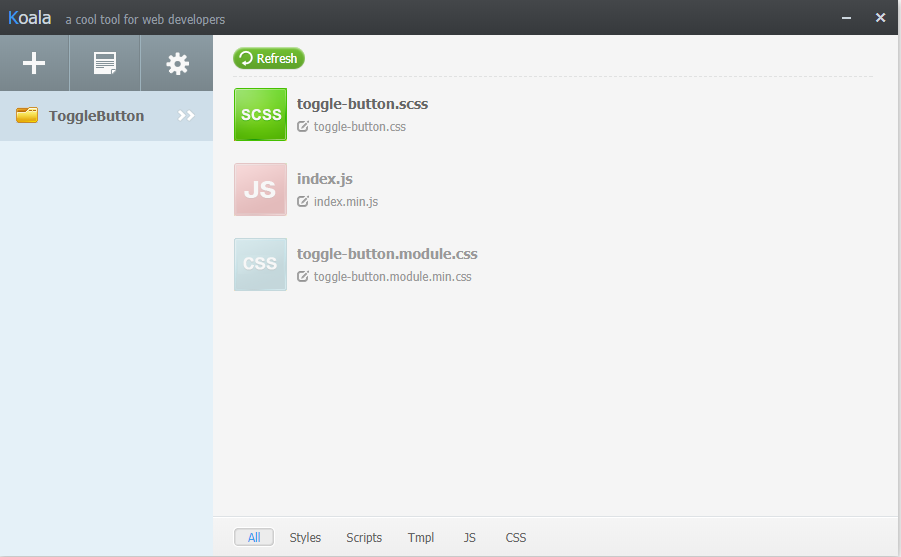 Koala a cool tool for web developers
Refresh
ToggleButton
SCSS
toggle-button.scss
toggle-button.css
JS
index.js
index.min.js
CSS
toggle-button.module.css
toggle-button.module.min.css
All Styles Scripts Tmpl JS CSS